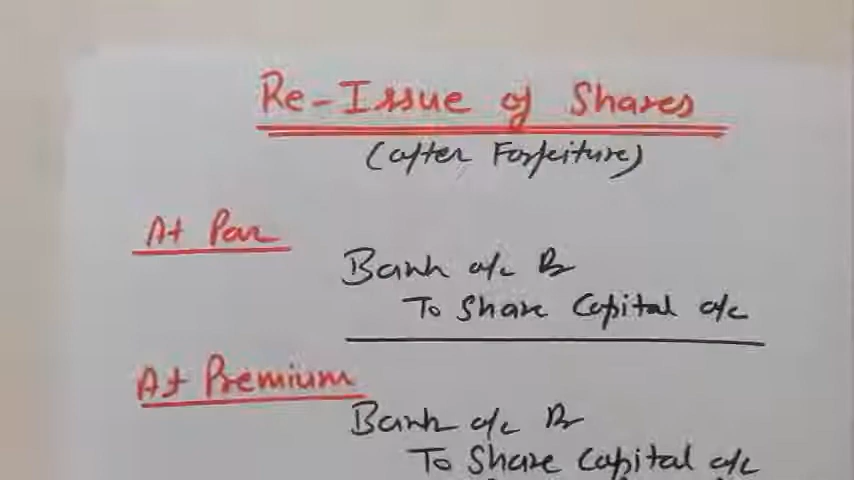 Re-Issue of Shares
(after Forfeiture)
At Par
Bank a/c Dr
To Share Capital a/c
At Premium
Bank a/c Dr
To Share Capital a/c